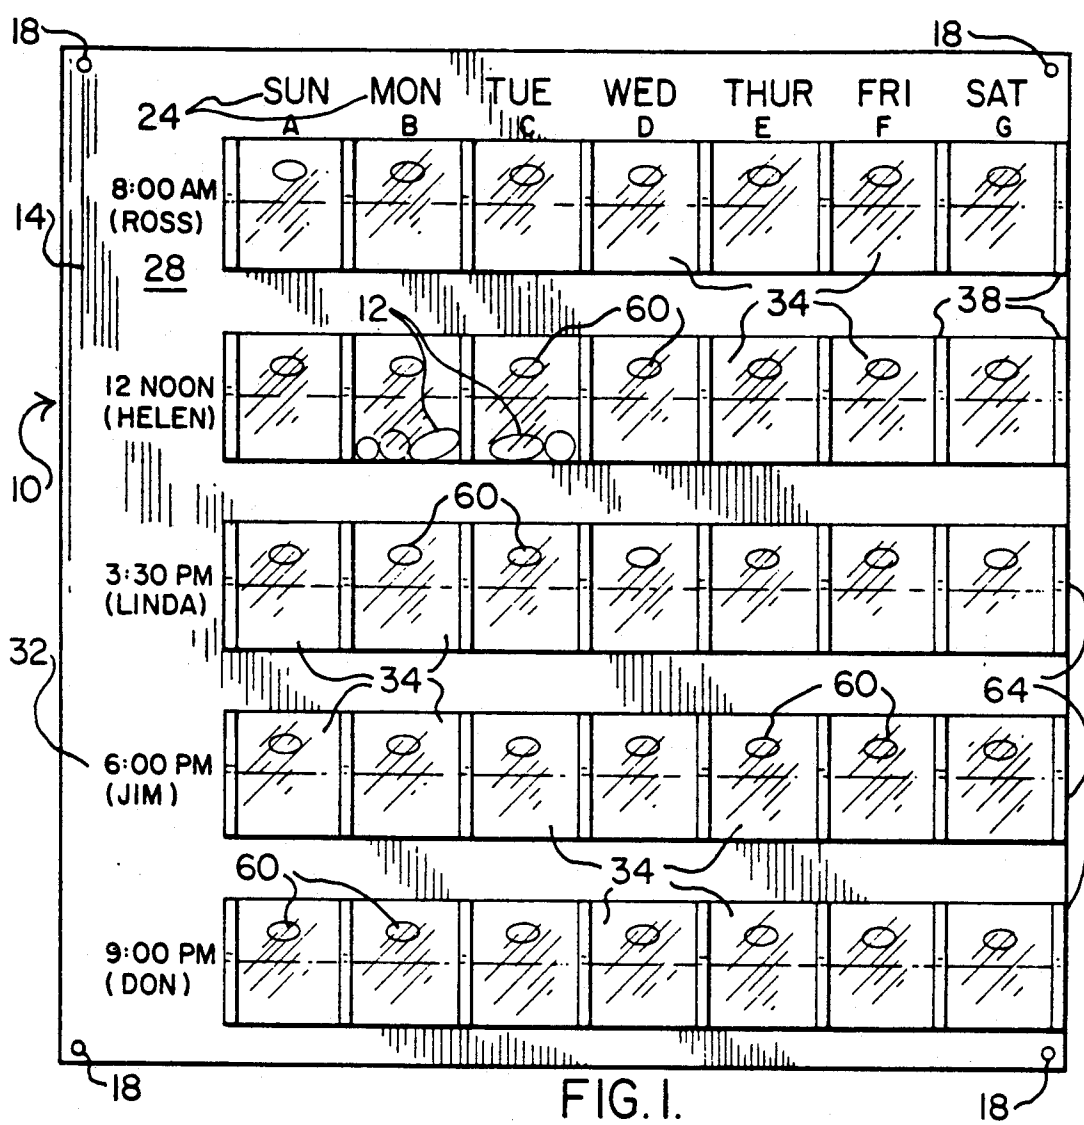 18 18
SUN MON TUE WED THUR FRI SAT
24
A B C D E F G
8:00 AM
(ROSS)
14
28
34 38
12 60
12 NOON
(HELEN)
10
60
3:30 PM
(LINDA)
32
34 60 64
6:00 PM
(JIM)
60 34
9:00 PM
(DON)
18 18
FIG. 1.